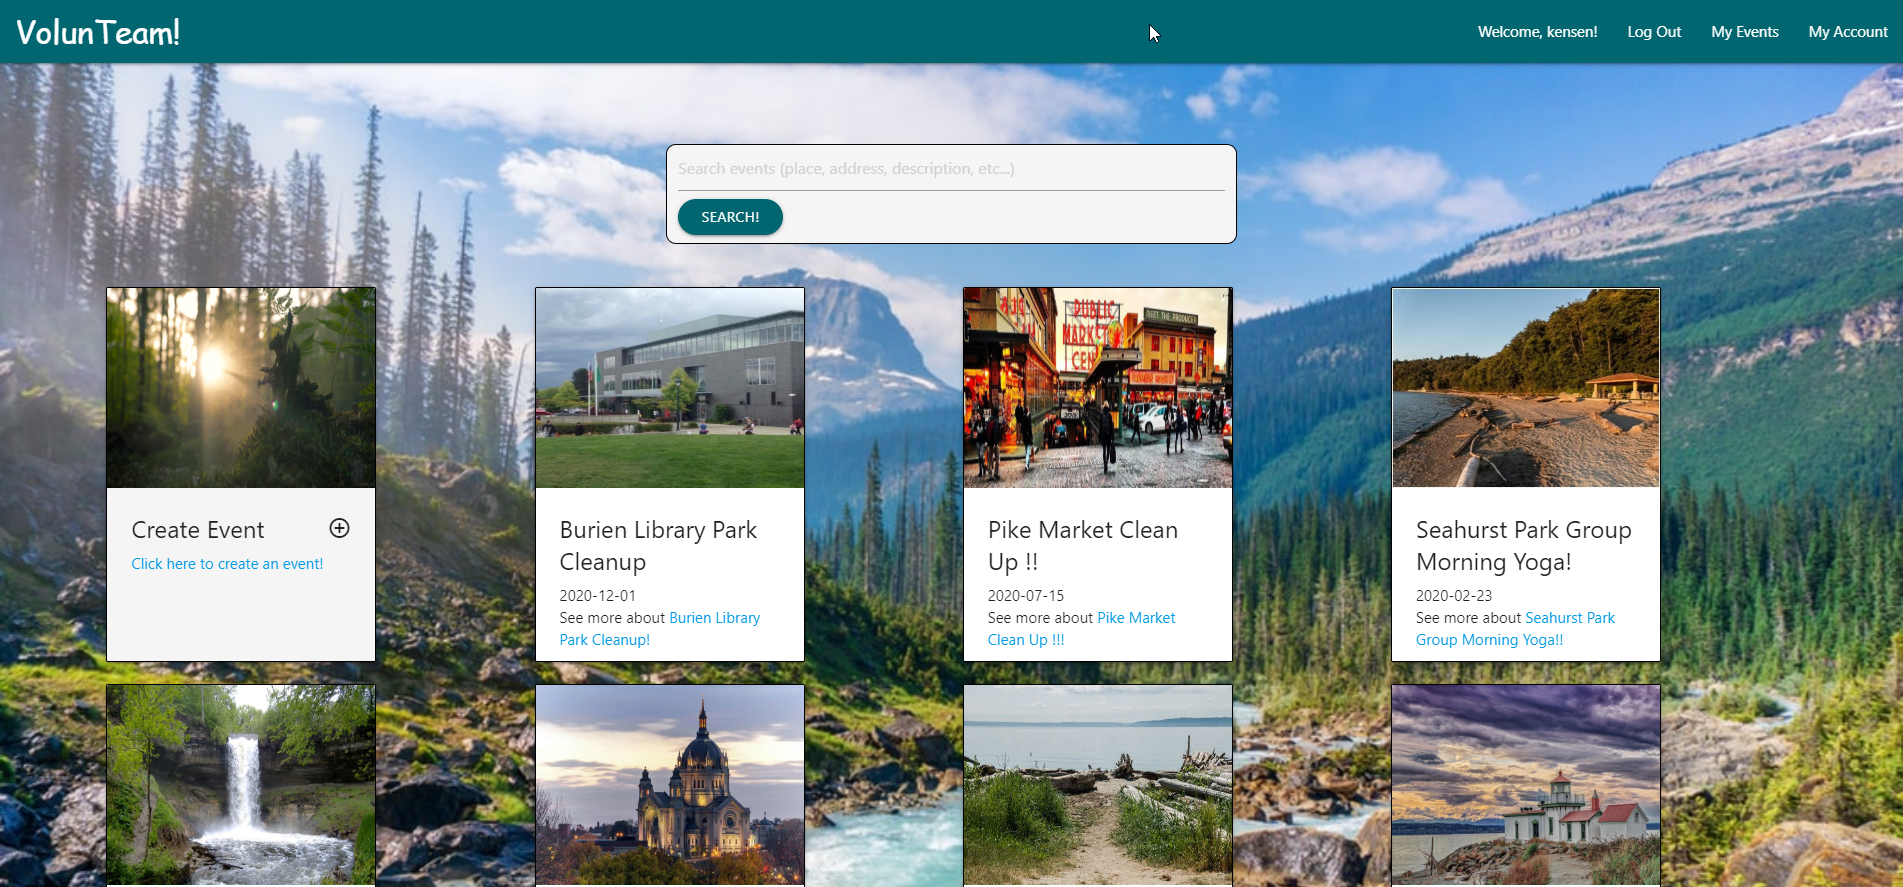 VolunTeam!
Welcome, kensen!
Log Out
My Events
My Account
Search events (place, address, description, etc...)
SEARCH!
PUBLIC
MARKET
CEN
MEET THE PRODUCER
Create Event
Click here to create an event!
Burien Library Park
Cleanup
2020-12-01
See more about Burien Library
Park Cleanup!
Pike Market Clean
Up !!
2020-07-15
See more about Pike Market
Clean Up !!!
Seahurst Park Group
Morning Yoga!
2020-02-23
See more about Seahurst Park
Group Morning Yoga!!